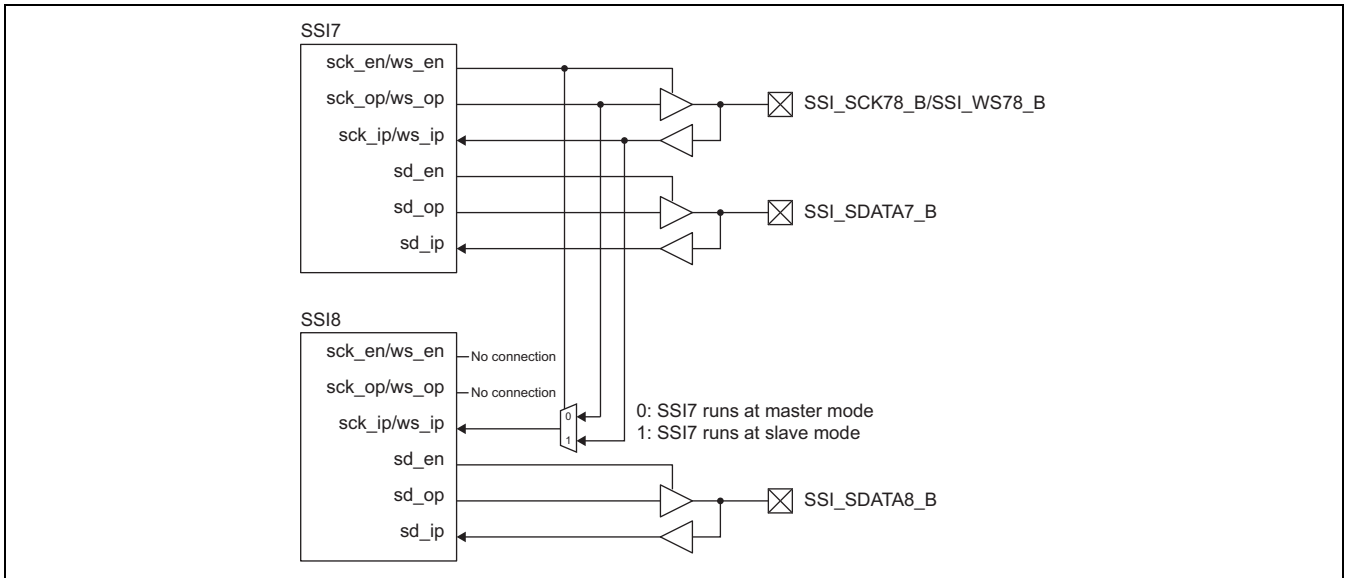 SSI7
sck_en/ws_en
sck_op/ws_op
SSI_SCK78_B/SSI_WS78_B
sck_ip/ws_ip
sd_en
sd_op
SSI_SDATA7_B
sd_ip
SSI8
sck_en/ws_en
No connection
sck_op/ws_op
No connection
0
0: SSI7 runs at master mode
sck_ip/ws_ip
1
1: SSI7 runs at slave mode
sd_en
sd_op
SSI_SDATA8_B
sd_ip